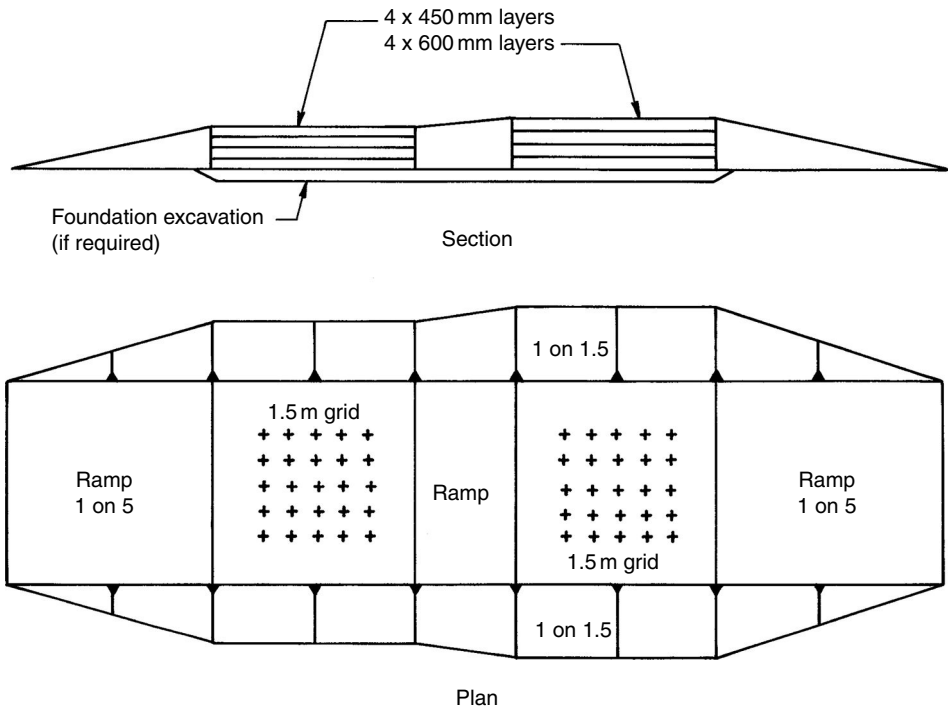 4 x 450 mm layers
4 x 600 mm layers
Foundation excavation
(if required)
Section
1 on 1.5
1.5 m grid
Ramp
1 on 5
Ramp
Ramp
1 on 5
1.5 m grid
1 on 1.5
Plan